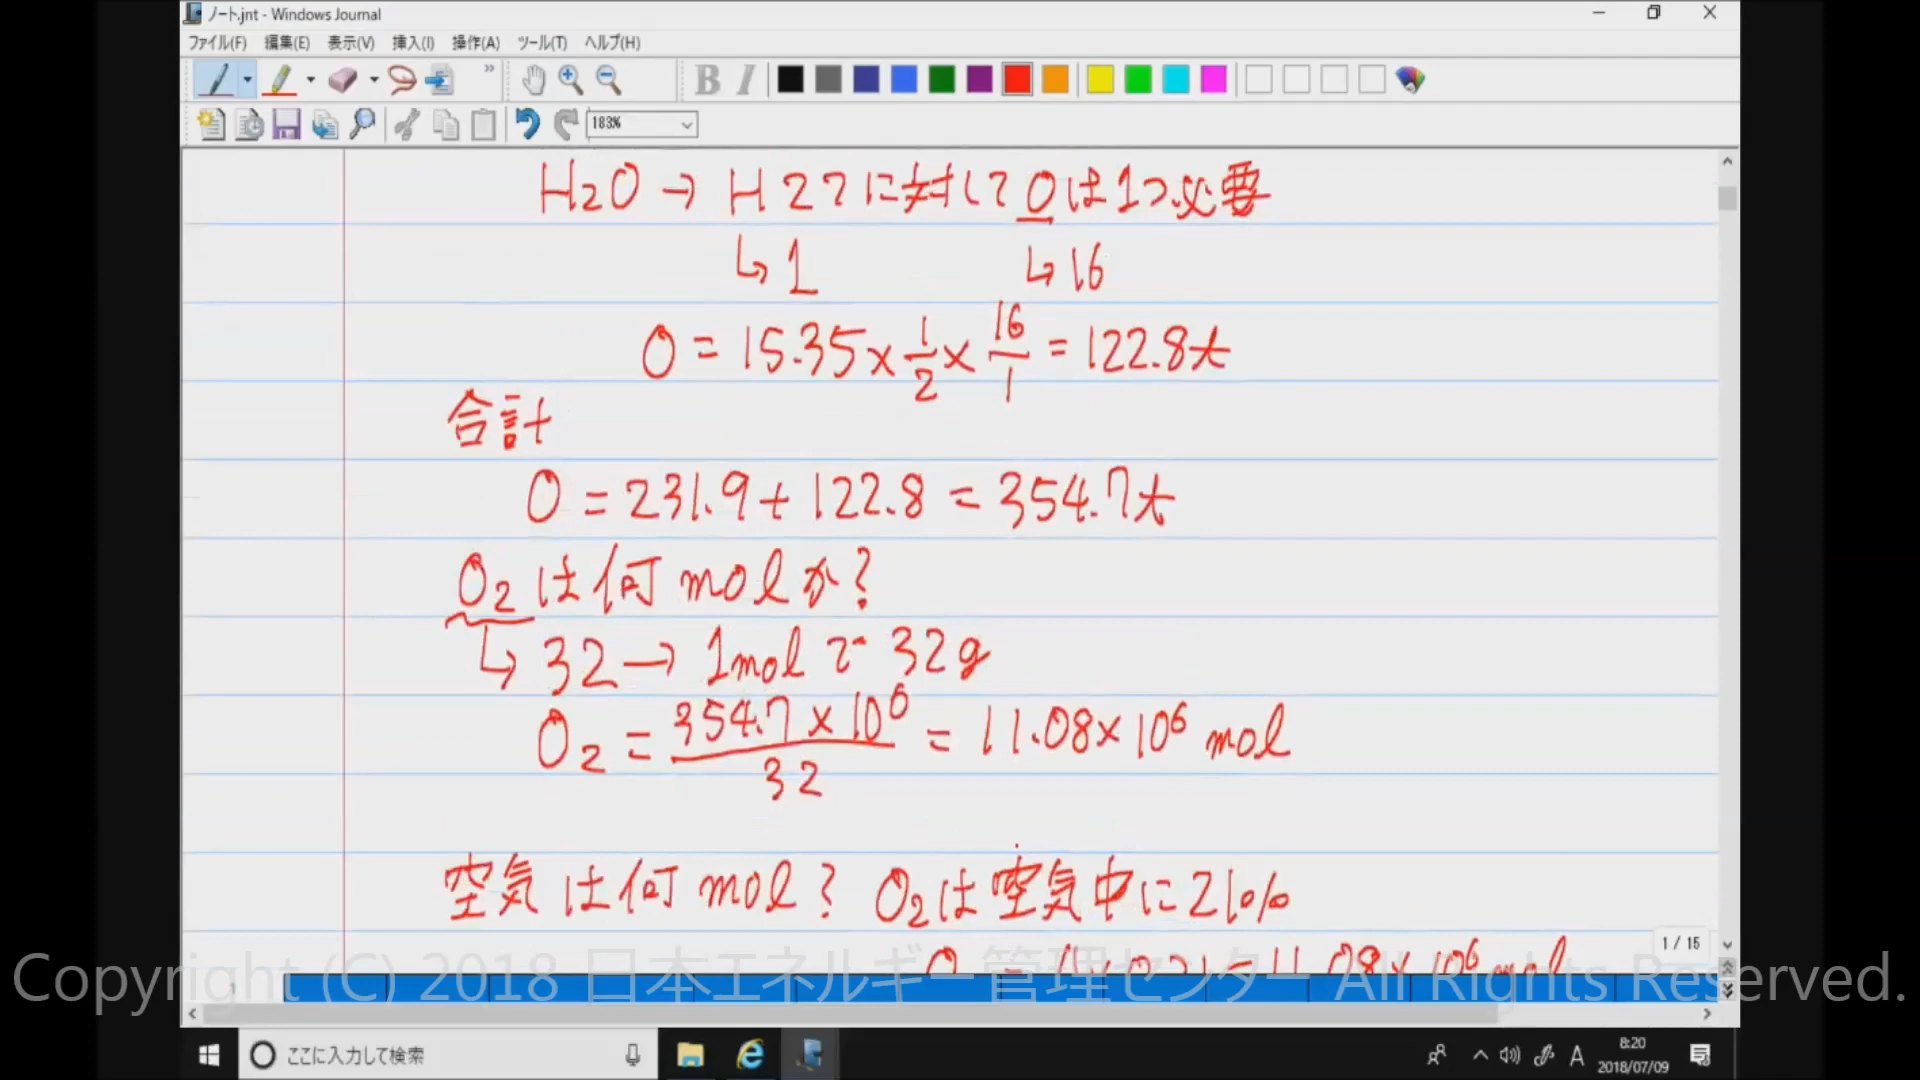 ノート.jnt - Windows Journal
ファイル(F) 編集(E) 表示(V) 挿入(I) 操作(A) ツール(T) ヘルプ(H)
B I
183%
H2O → H2つに対してOは1つ必要
↳1 ↳16
O = 15.35 × 1/2 × 16/1 = 122.8t
合計
O = 231.9 + 122.8 = 354.7t
O2は何molか?
↳ 32 → 1molで32g
O2 = 354.7 × 10^6 / 32 = 11.08 × 10^6 mol
空気は何mol? O2は空気中に21%
1 / 15
Copyright (C) 2018 日本エネルギー管理センター All Rights Reserved.
ここに入力して検索
A
8:20
2018/07/09